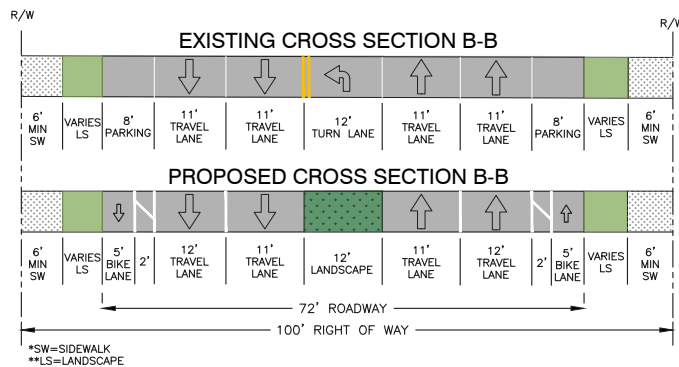 R/W
R/W
EXISTING CROSS SECTION B-B
6'
MIN
SW
VARIES
LS
8'
PARKING
11'
TRAVEL
LANE
11'
TRAVEL
LANE
12'
TURN LANE
11'
TRAVEL
LANE
11'
TRAVEL
LANE
8'
PARKING
VARIES
LS
6'
MIN
SW
PROPOSED CROSS SECTION B-B
6'
MIN
SW
VARIES
LS
5'
BIKE
LANE
2'
12'
TRAVEL
LANE
11'
TRAVEL
LANE
12'
LANDSCAPE
11'
TRAVEL
LANE
12'
TRAVEL
LANE
2'
5'
BIKE
LANE
VARIES
LS
6'
MIN
SW
72' ROADWAY
100' RIGHT OF WAY
*SW=SIDEWALK
**LS=LANDSCAPE